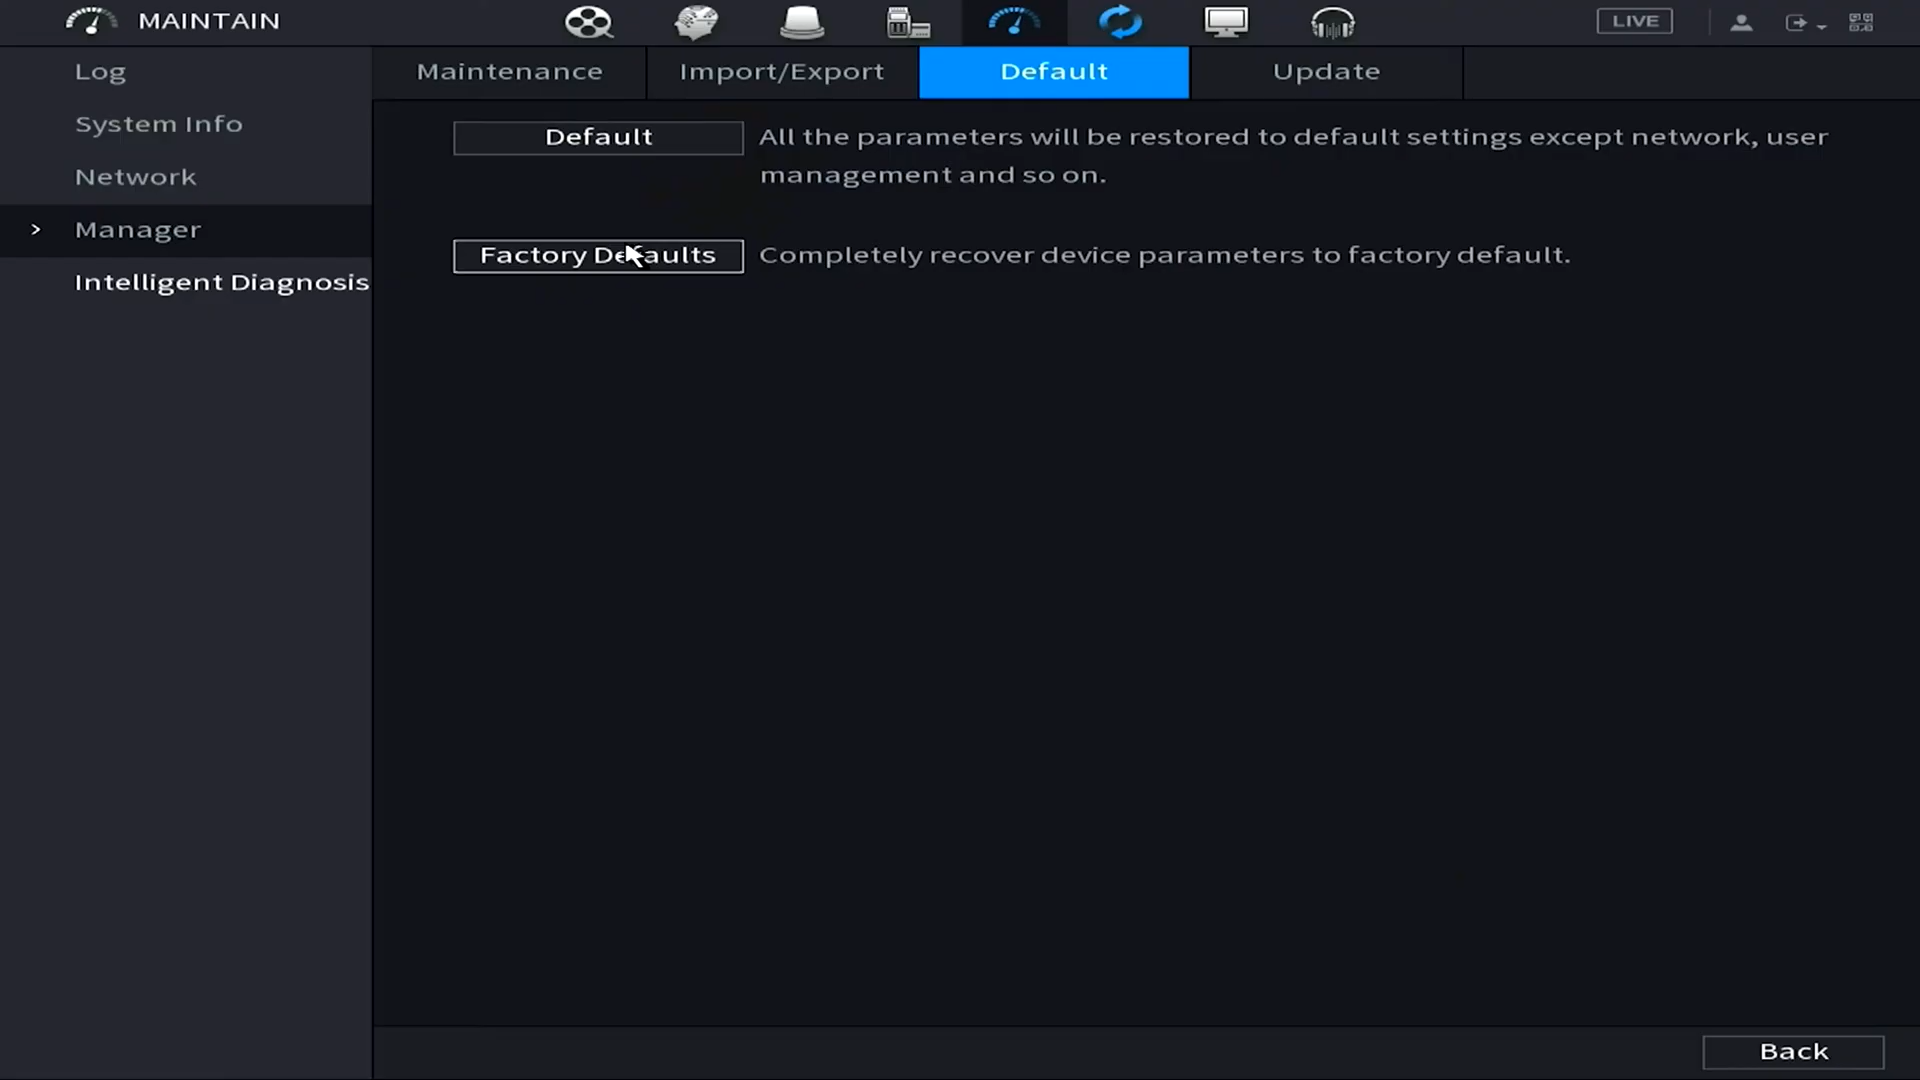 MAINTAIN
LIVE
Log
System Info
Network
> Manager
Intelligent Diagnosis
Maintenance
Import/Export
Default
Update
Default
All the parameters will be restored to default settings except network, user
management and so on.
Factory Defaults
Completely recover device parameters to factory default.
Back